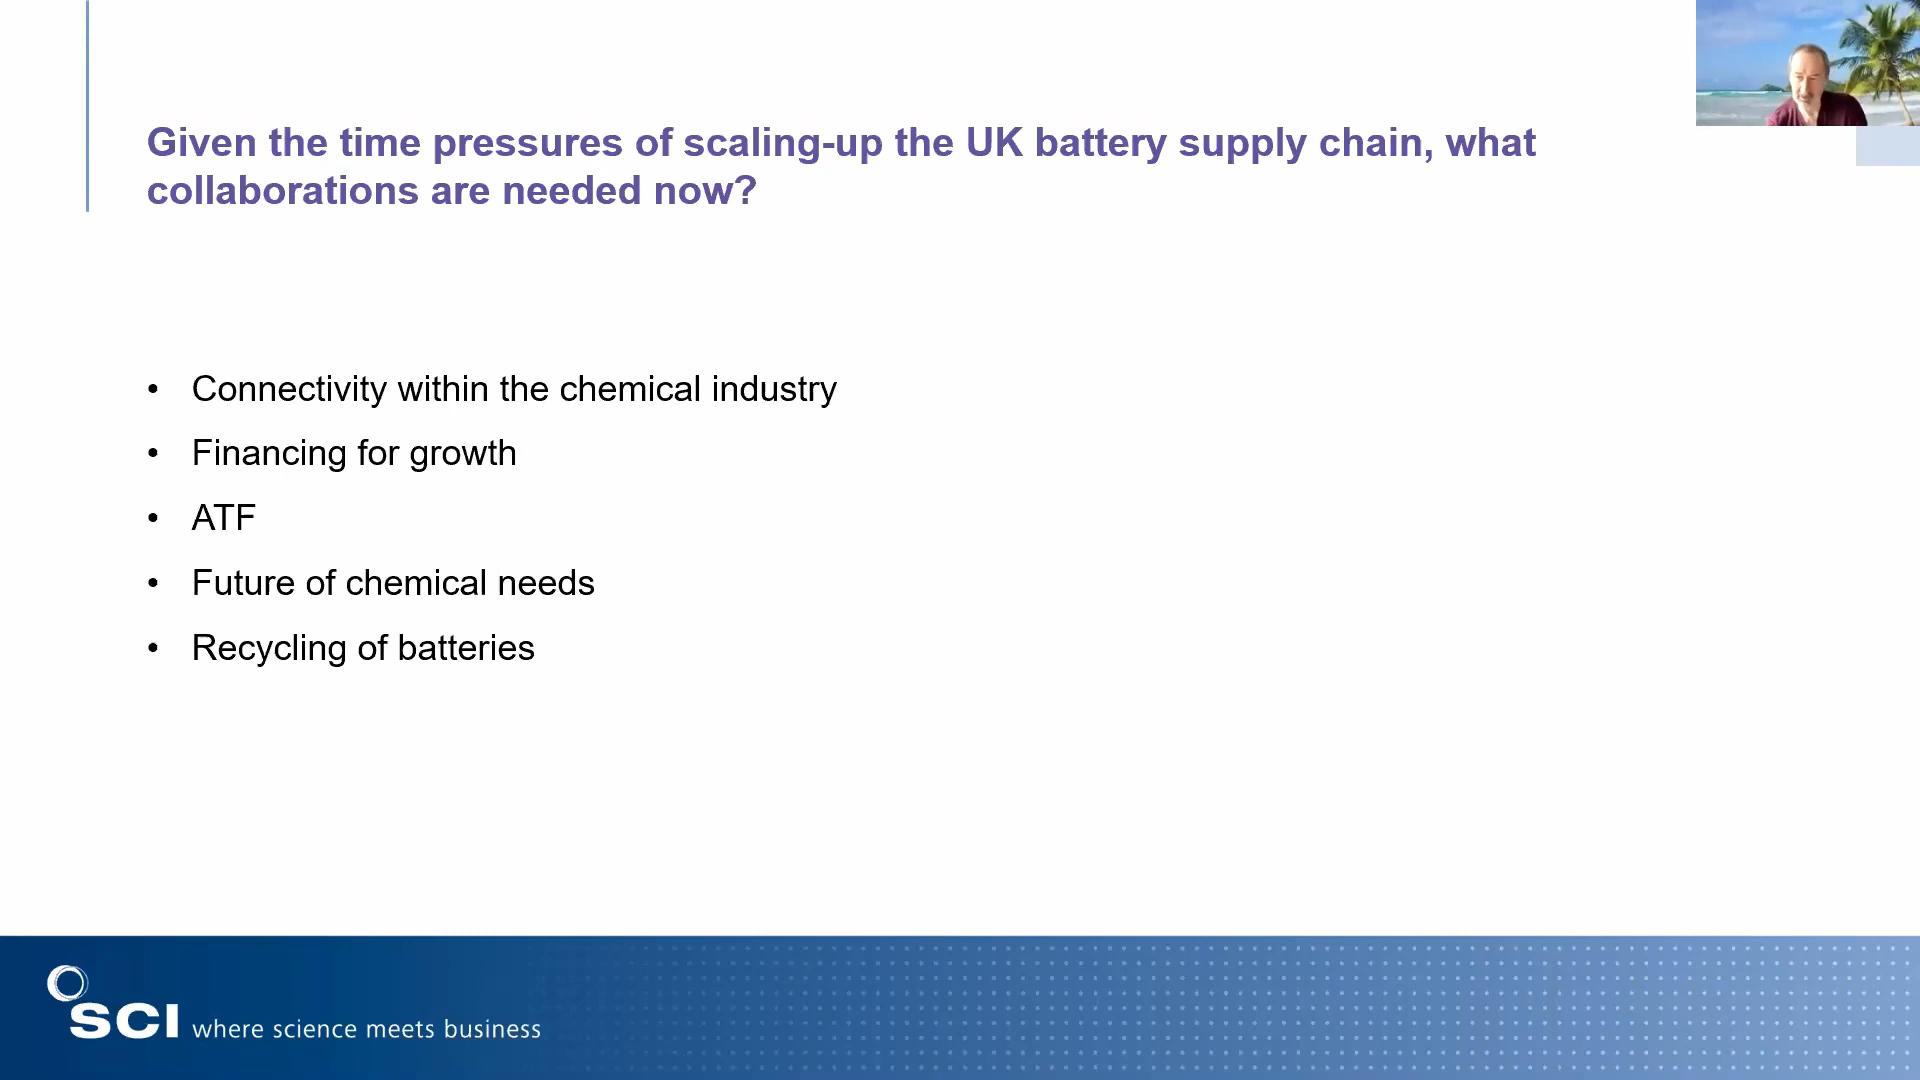 Given the time pressures of scaling-up the UK battery supply chain, what
collaborations are needed now?
• Connectivity within the chemical industry
• Financing for growth
• ATF
• Future of chemical needs
• Recycling of batteries
SCI where science meets business